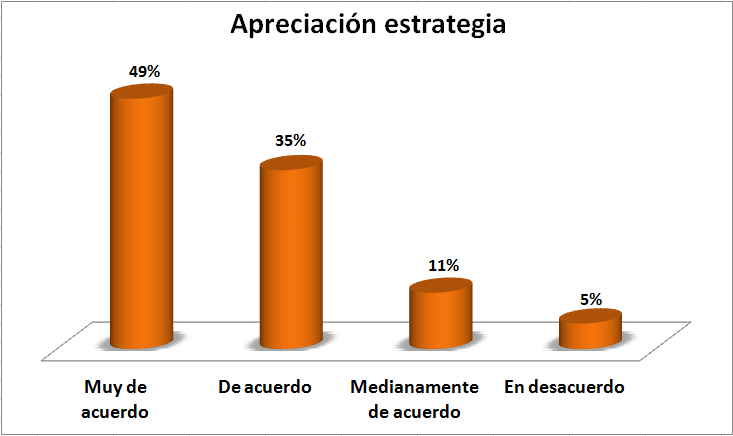 Apreciación estrategia
49%
35%
11%
5%
Muy de
acuerdo
De acuerdo
Medianamente
de acuerdo
En desacuerdo